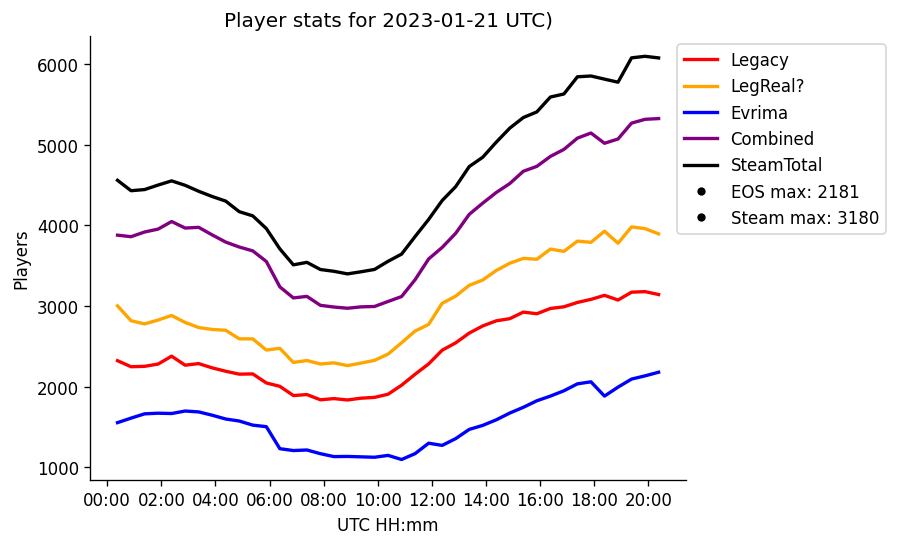 Player stats for 2023-01-21 UTC)
Legacy
LegReal?
Evrima
Combined
SteamTotal
EOS max: 2181
Steam max: 3180
Players
6000
5000
4000
3000
2000
1000
00:00 02:00 04:00 06:00 08:00 10:00 12:00 14:00 16:00 18:00 20:00
UTC HH:mm